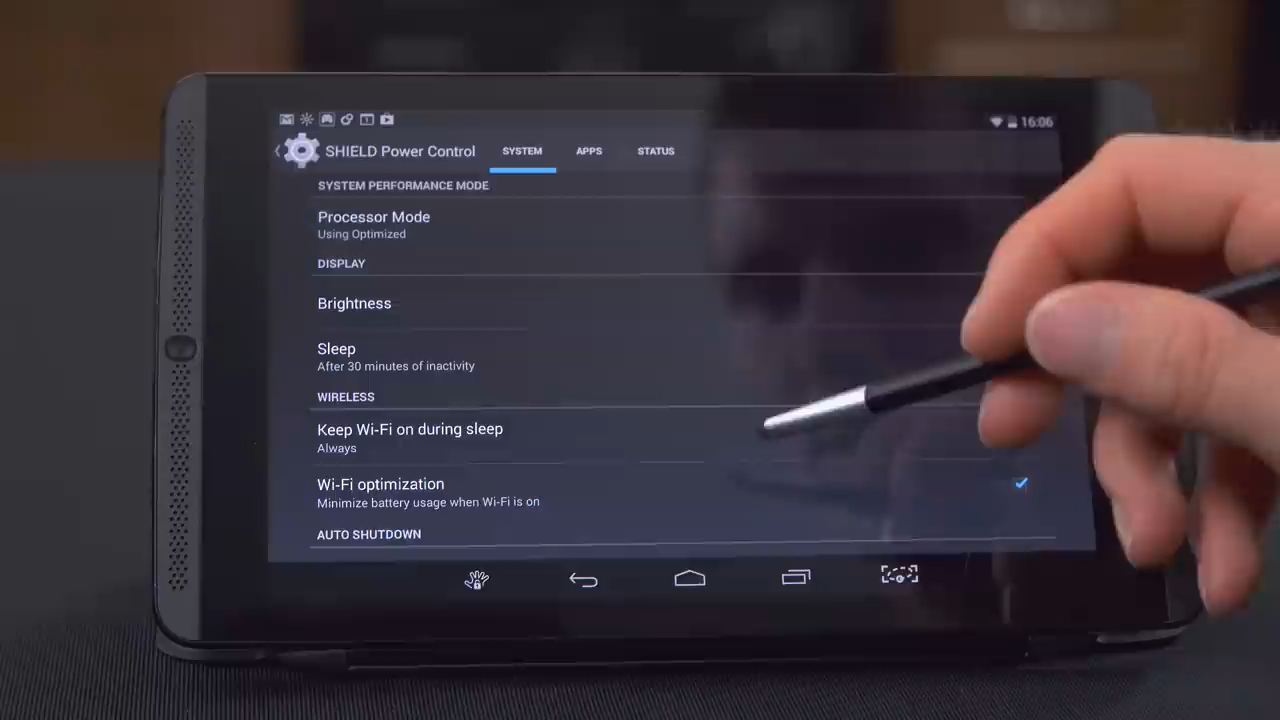 16:06
SHIELD Power Control
SYSTEM
APPS
STATUS
SYSTEM PERFORMANCE MODE
Processor Mode
Using Optimized
DISPLAY
Brightness
Sleep
After 30 minutes of inactivity
WIRELESS
Keep Wi-Fi on during sleep
Always
Wi-Fi optimization
Minimize battery usage when Wi-Fi is on
AUTO SHUTDOWN